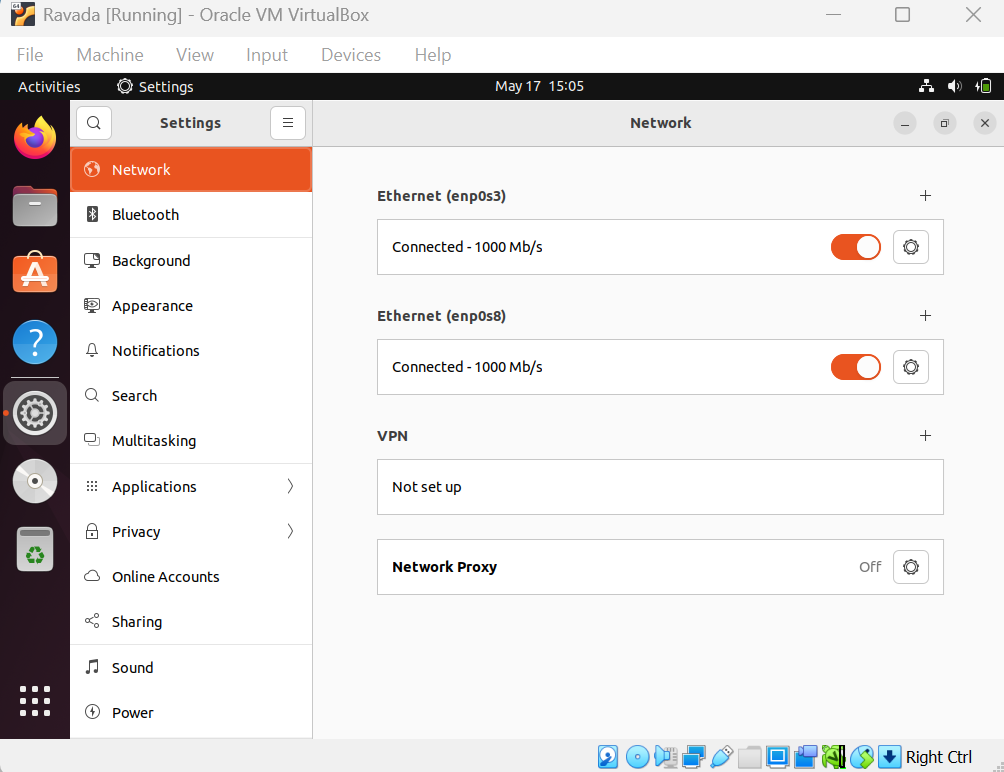 Ravada [Running] - Oracle VM VirtualBox
File Machine View Input Devices Help
Activities Settings May 17 15:05
Settings
Network
Network
Bluetooth
Background
Appearance
Notifications
Search
Multitasking
Applications
Privacy
Online Accounts
Sharing
Sound
Power
Ethernet (enp0s3)
Connected - 1000 Mb/s
Ethernet (enp0s8)
Connected - 1000 Mb/s
VPN
Not set up
Network Proxy Off
Right Ctrl